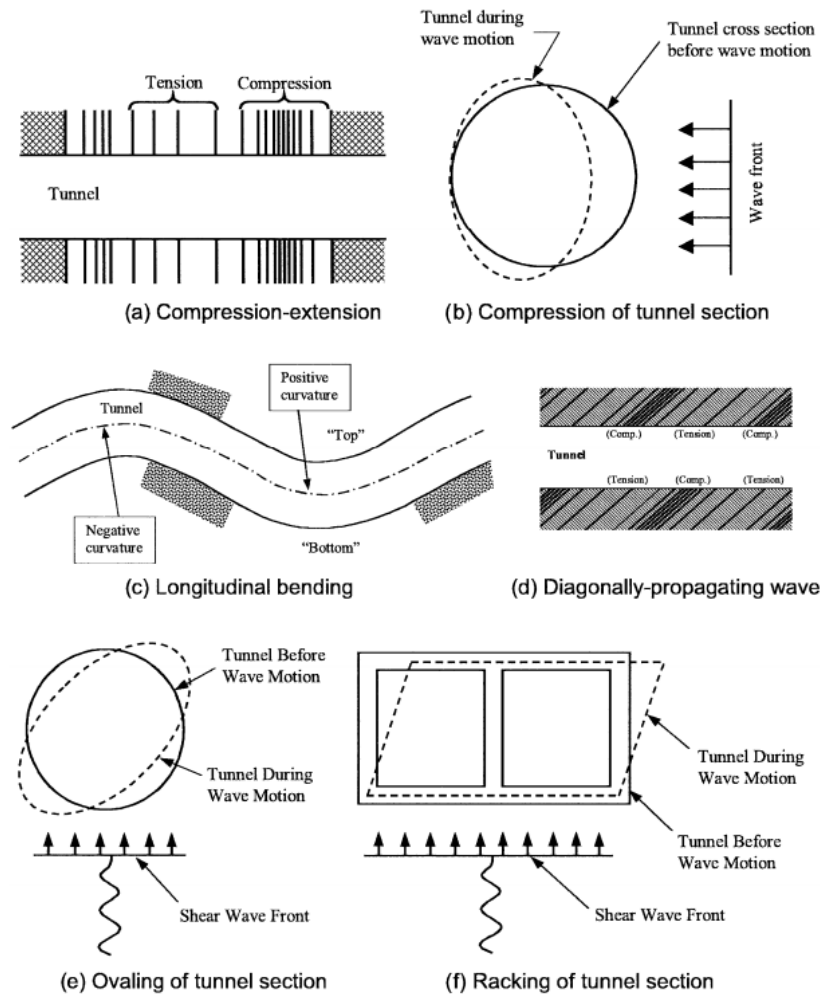 Tunnel during
wave motion
Tunnel cross section
before wave motion
Tension
Compression
Tunnel
Wave front
(a) Compression-extension
(b) Compression of tunnel section
Positive
curvature
Tunnel
"Top"
Negative
curvature
"Bottom"
(Comp.) (Tension) (Comp.)
Tunnel
(Tension) (Comp.) (Tension)
(c) Longitudinal bending
(d) Diagonally-propagating wave
Tunnel Before
Wave Motion
Tunnel During
Wave Motion
Shear Wave Front
Tunnel During
Wave Motion
Tunnel Before
Wave Motion
Shear Wave Front
(e) Ovaling of tunnel section
(f) Racking of tunnel section